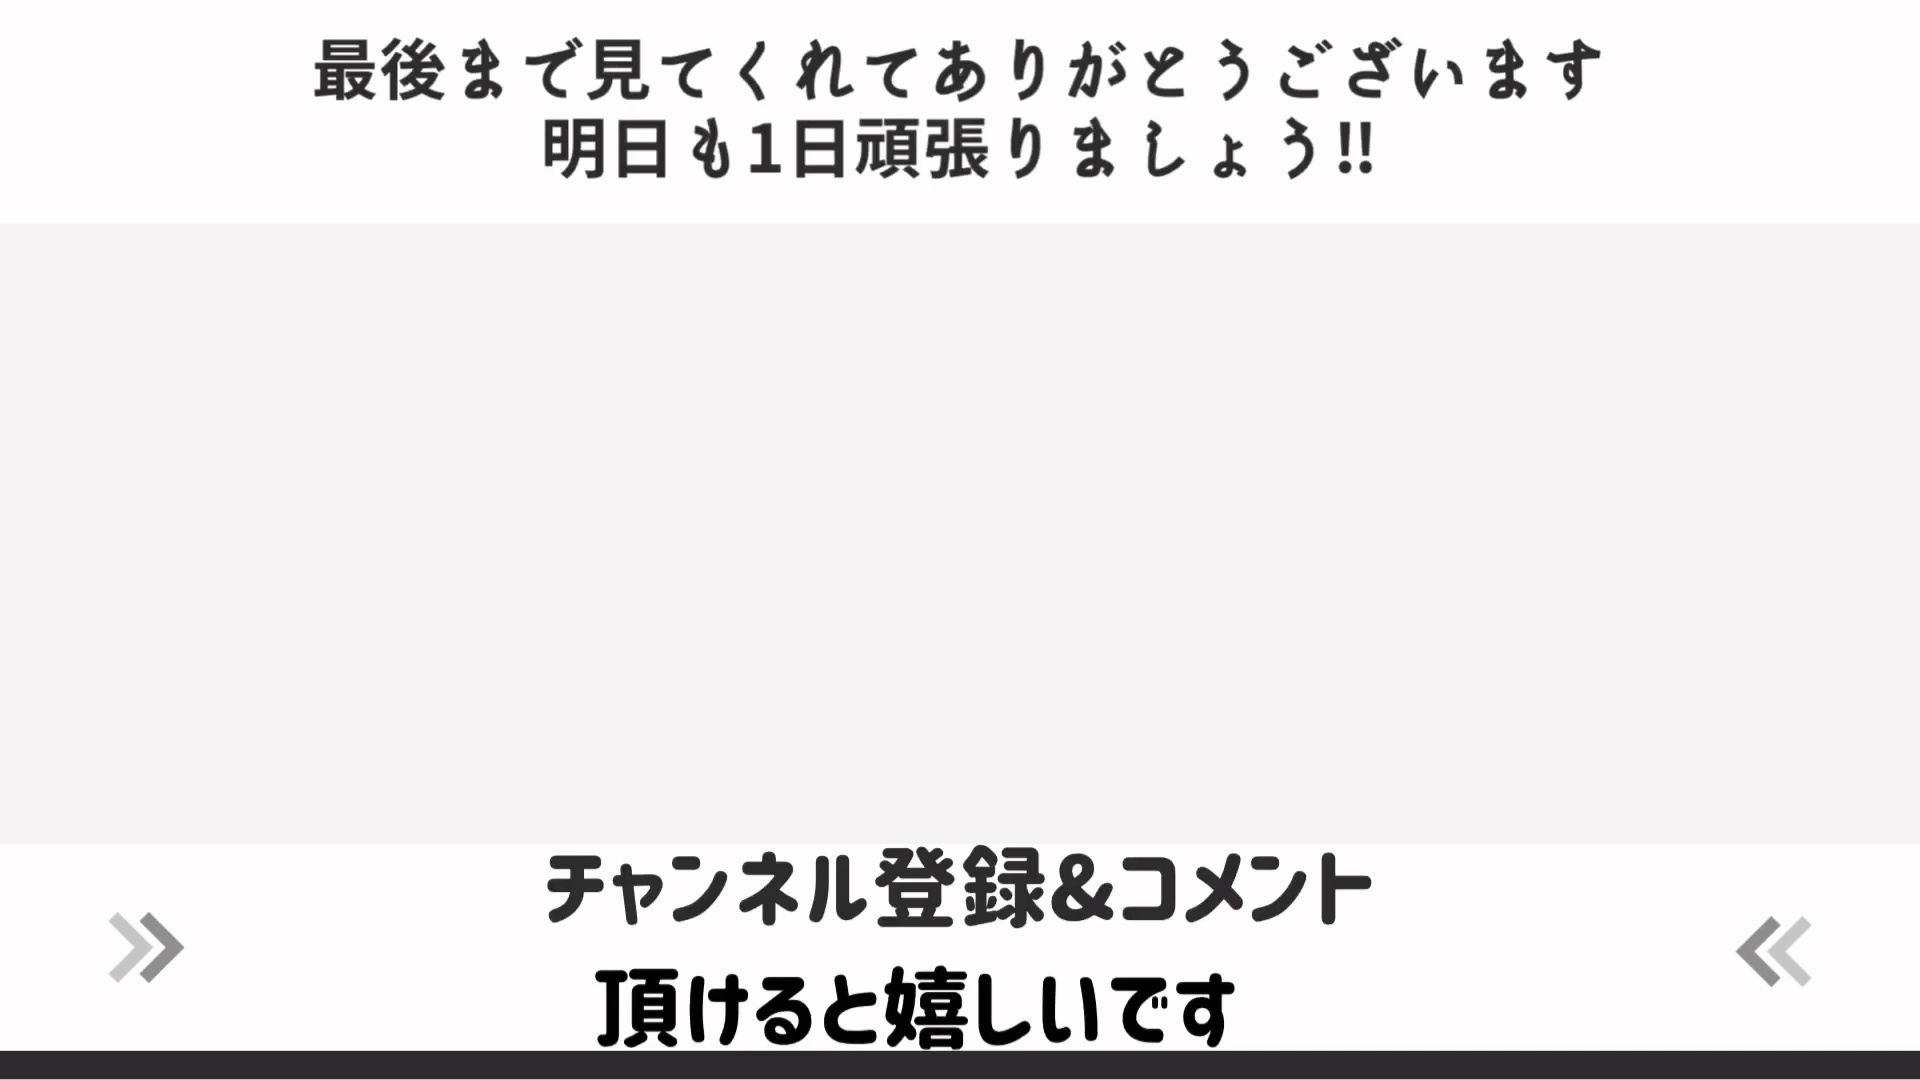 最後まで見てくれてありがとうございます
明日も1日頑張りましょう!!
チャンネル登録&コメント
頂けると嬉しいです